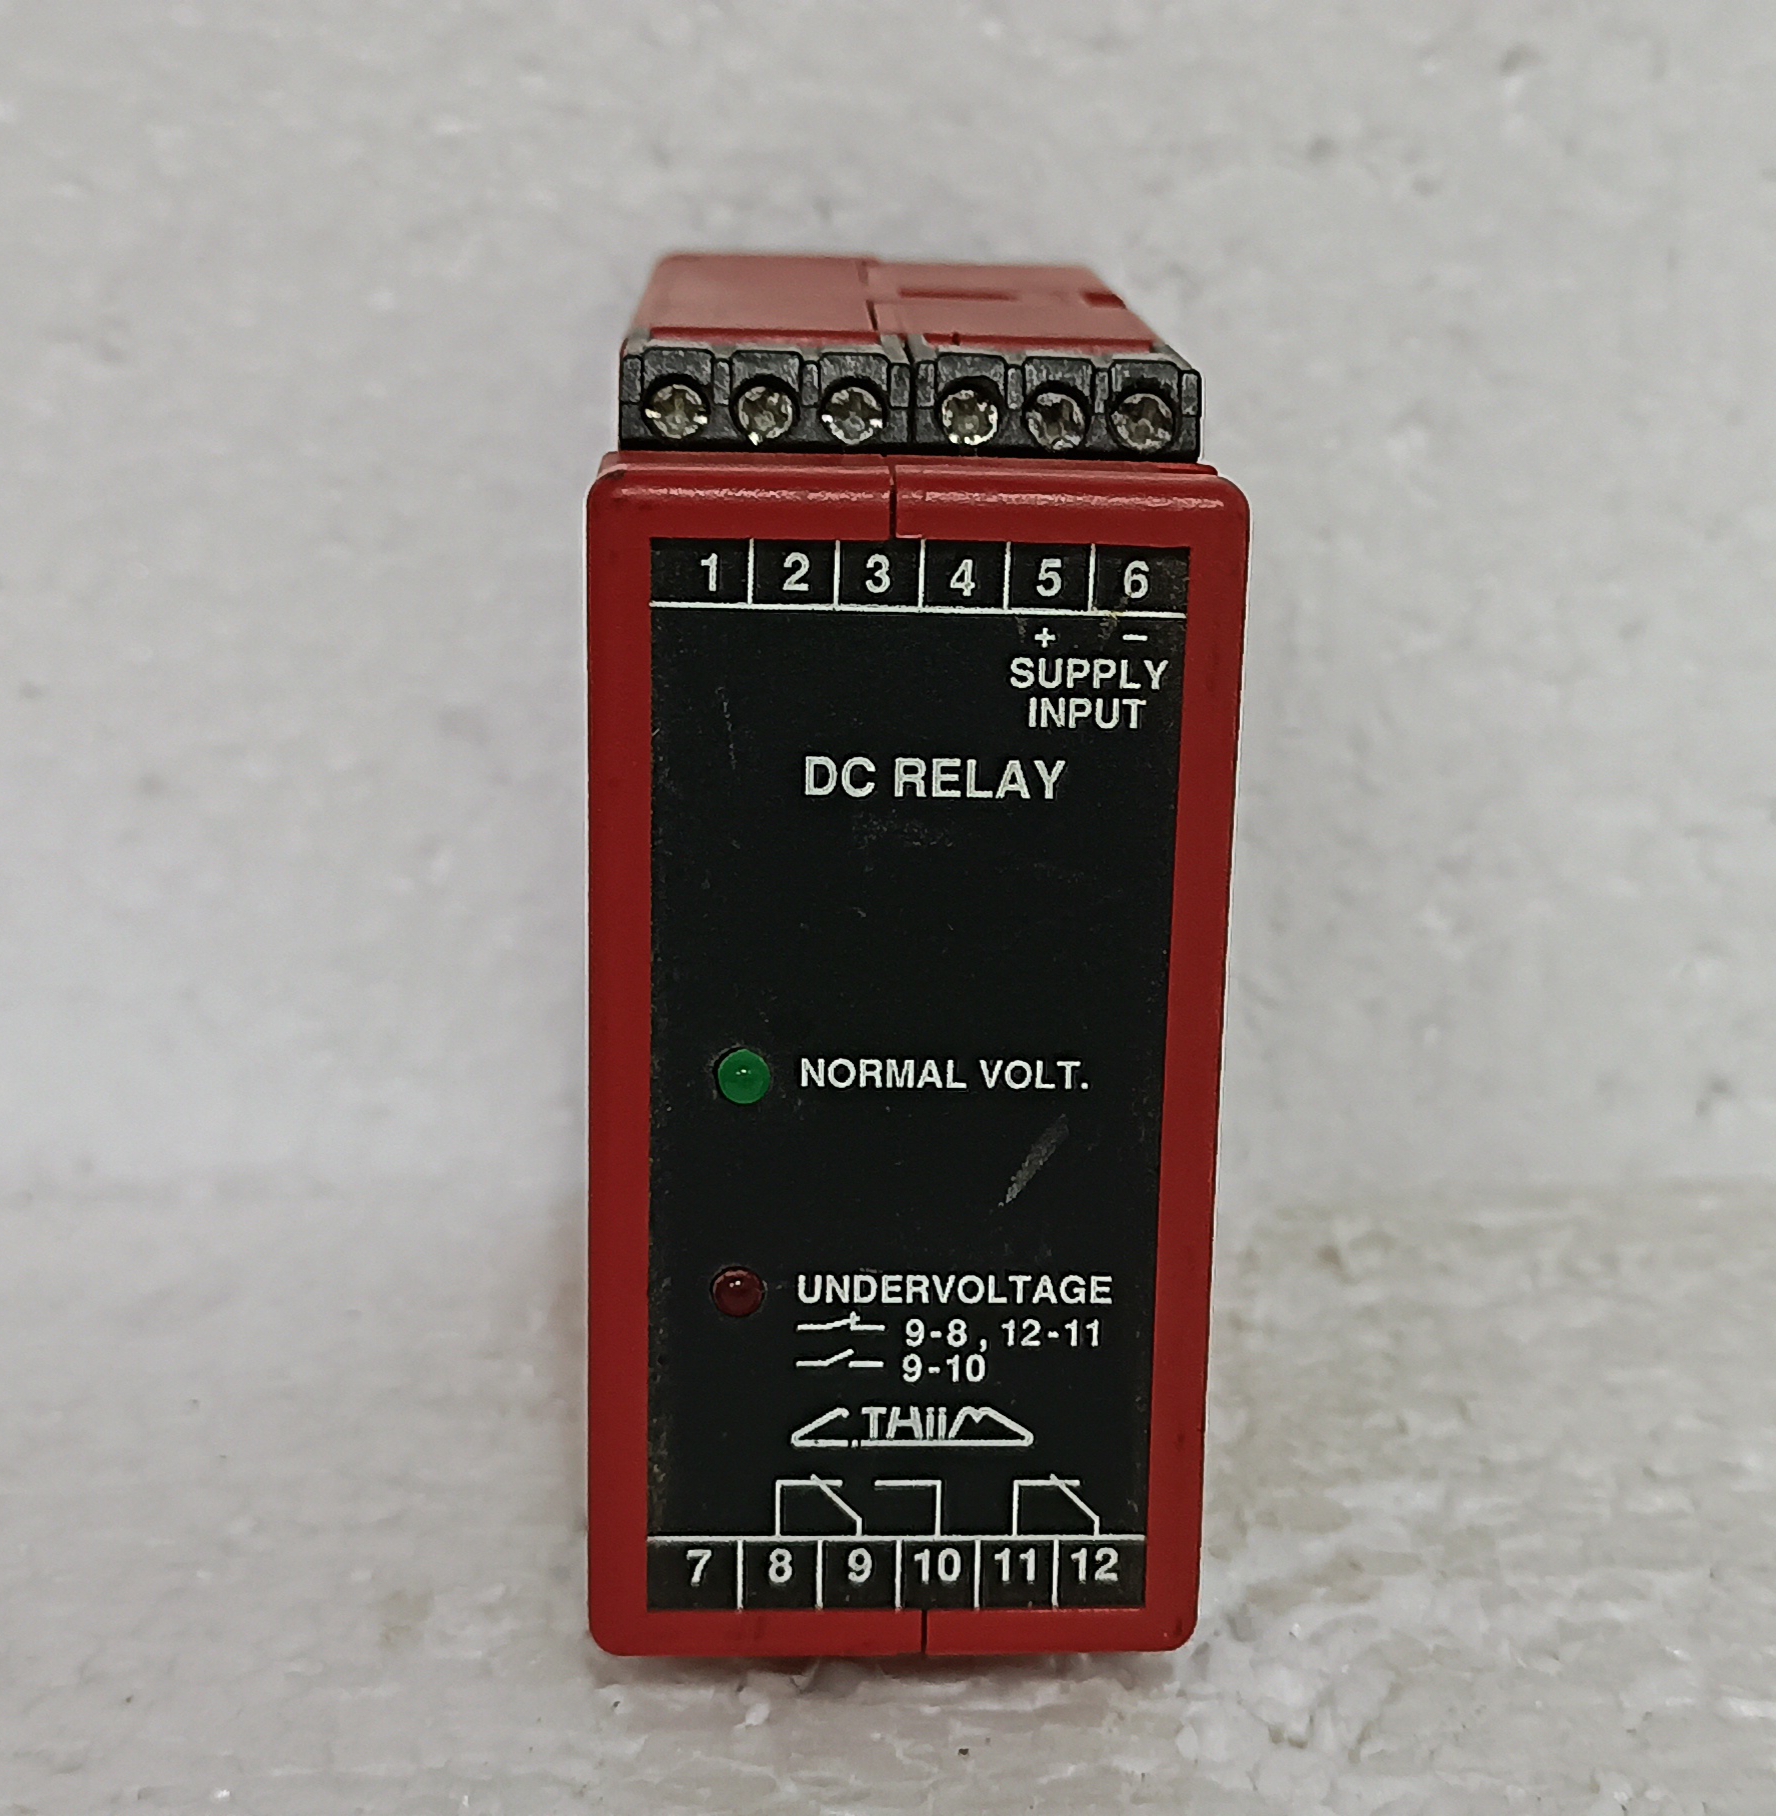 1 2 3 4 5 6
+ −
SUPPLY
INPUT
DC RELAY
NORMAL VOLT.
UNDERVOLTAGE
9-8, 12-11
9-10
C.THIIM
7 8 9 10 11 12